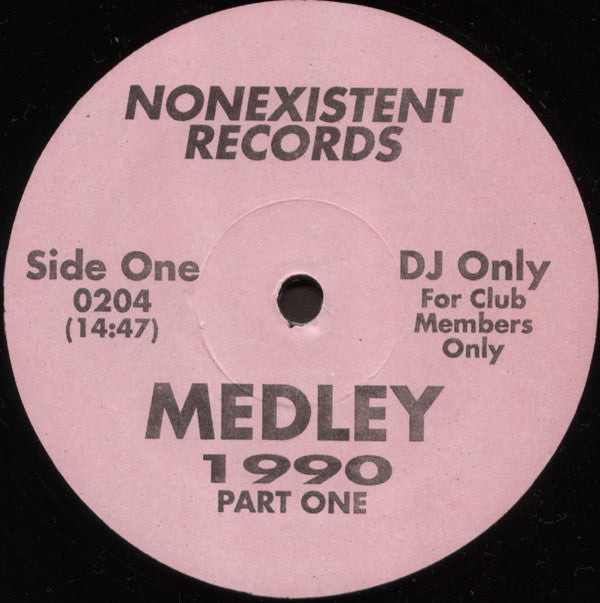 NONEXISTENT
RECORDS
Side One
0204
(14:47)
DJ Only
For Club
Members
Only
MEDLEY
1990
PART ONE